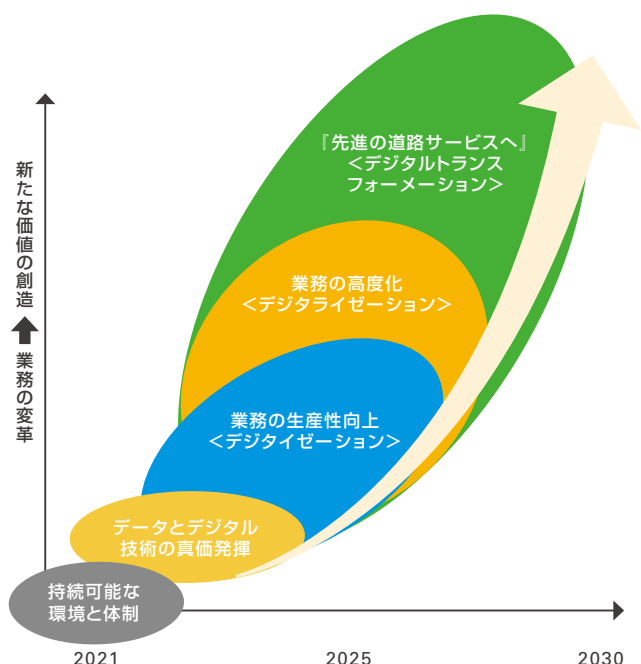 『先進の道路サービスへ』
＜デジタルトランス
フォーメーション＞
新たな価値の創造
業務の変革
業務の高度化
＜デジタライゼーション＞
業務の生産性向上
＜デジタイゼーション＞
データとデジタル
技術の真価発揮
持続可能な
環境と体制
2021
2025
2030